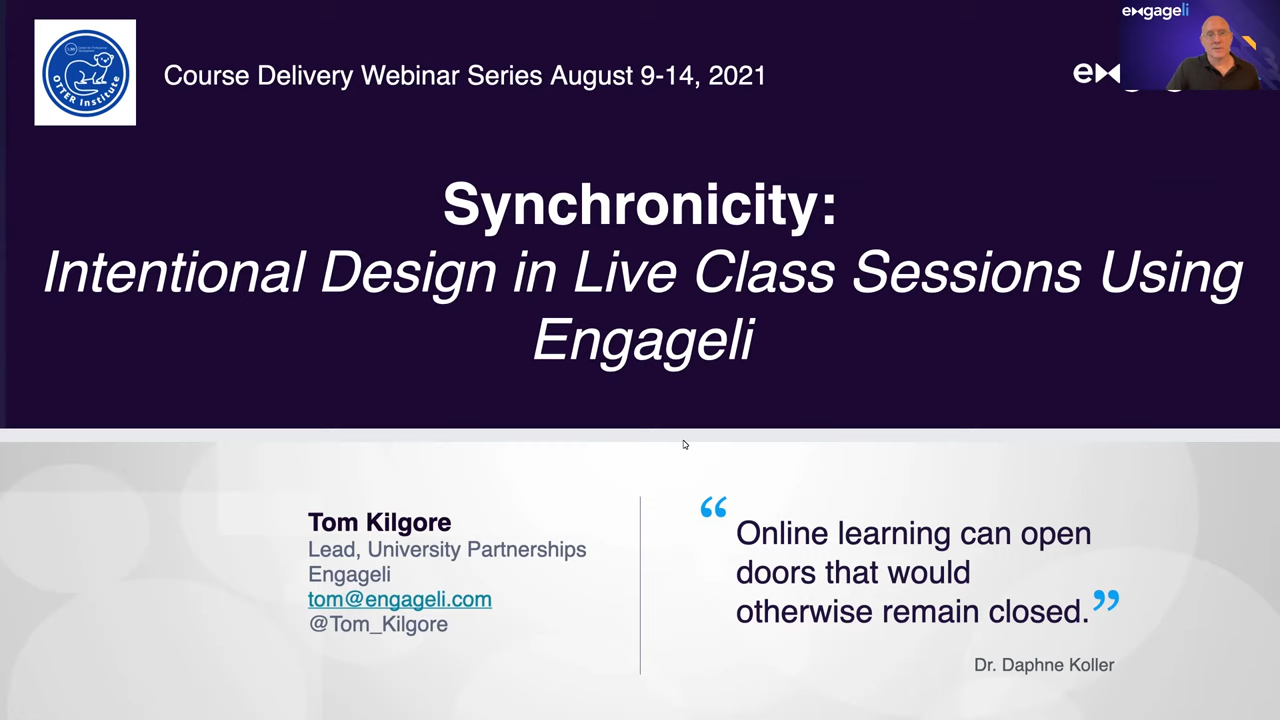 engageli
Course Delivery Webinar Series August 9-14, 2021
OTTER Institute
Synchronicity:
Intentional Design in Live Class Sessions Using
Engageli
Tom Kilgore
Lead, University Partnerships
Engageli
tom@engageli.com
@Tom_Kilgore
“Online learning can open
doors that would
otherwise remain closed.”
Dr. Daphne Koller